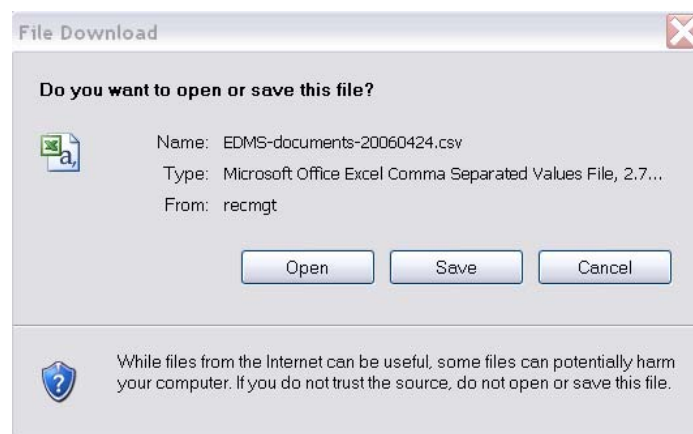 File Download
Do you want to open or save this file?
Name: EDMS-documents-20060424.csv
Type: Microsoft Office Excel Comma Separated Values File, 2.7...
From: recmgt
Open Save Cancel
While files from the Internet can be useful, some files can potentially harm
your computer. If you do not trust the source, do not open or save this file.